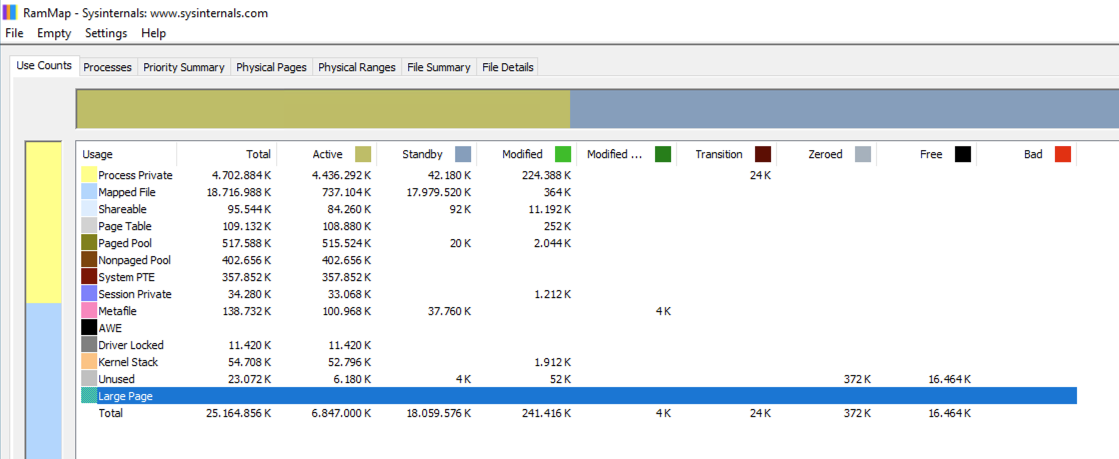 RamMap - Sysinternals: www.sysinternals.com
File Empty Settings Help
Use Counts Processes Priority Summary Physical Pages Physical Ranges File Summary File Details
Usage Total Active Standby Modified Modified ... Transition Zeroed Free Bad
Process Private 4.702.884 K 4.436.292 K 42.180 K 224.388 K 24 K
Mapped File 18.716.988 K 737.104 K 17.979.520 K 364 K
Shareable 95.544 K 84.260 K 92 K 11.192 K
Page Table 109.132 K 108.880 K 252 K
Paged Pool 517.588 K 515.524 K 20 K 2.044 K
Nonpaged Pool 402.656 K 402.656 K
System PTE 357.852 K 357.852 K
Session Private 34.280 K 33.068 K 1.212 K
Metafile 138.732 K 100.968 K 37.760 K 4 K
AWE
Driver Locked 11.420 K 11.420 K
Kernel Stack 54.708 K 52.796 K 1.912 K
Unused 23.072 K 6.180 K 4 K 52 K 372 K 16.464 K
Large Page
Total 25.164.856 K 6.847.000 K 18.059.576 K 241.416 K 4 K 24 K 372 K 16.464 K